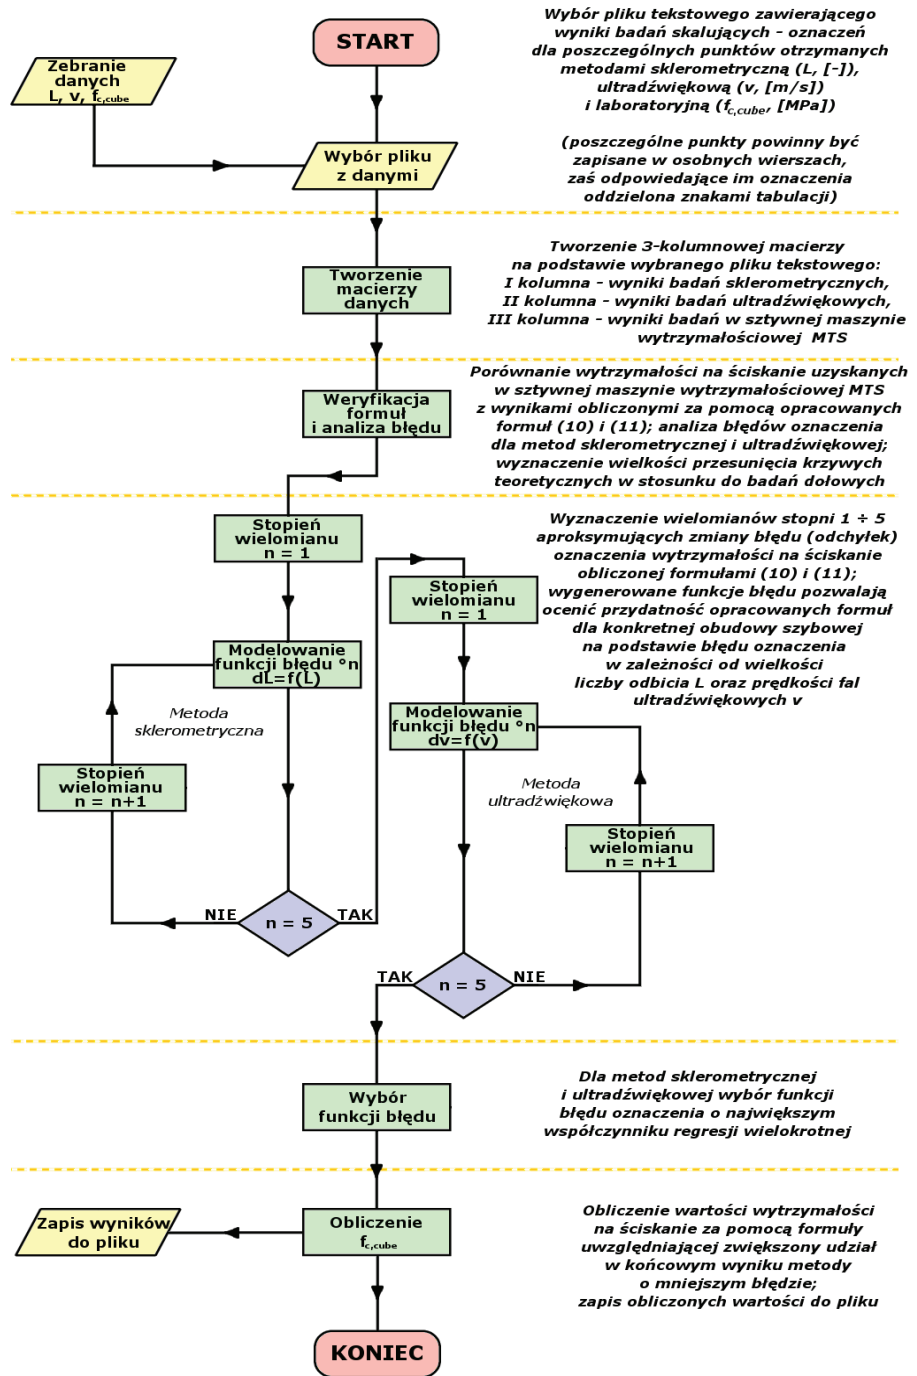 START
Zebranie
danych
L, v, f_c,cube
Wybór pliku
z danymi
Wybór pliku tekstowego zawierającego
wyniki badań skalujących - oznaczeń
dla poszczególnych punktów otrzymanych
metodami sklerometryczną (L, [-]),
ultradźwiękową (v, [m/s])
i laboratoryjną (f_c,cube, [MPa])
(poszczególne punkty powinny być
zapisane w osobnych wierszach,
zaś odpowiedające im oznaczenia
oddzielona znakami tabulacji)
Tworzenie
macierzy
danych
Tworzenie 3-kolumnowej macierzy
na podstawie wybranego pliku tekstowego:
I kolumna - wyniki badań sklerometrycznych,
II kolumna - wyniki badań ultradźwiękowych,
III kolumna - wyniki badań w sztywnej maszynie
wytrzymałościowej MTS
Weryfikacja
formuł
i analiza błędu
Porównanie wytrzymałości na ściskanie uzyskanych
w sztywnej maszynie wytrzymałościowej MTS
z wynikami obliczonymi za pomocą opracowanych
formuł (10) i (11); analiza błędów oznaczenia
dla metod sklerometrycznej i ultradźwiękowej;
wyznaczenie wielkości przesunięcia krzywych
teoretycznych w stosunku do badań dołowych
Stopień
wielomianu
n = 1
Modelowanie
funkcji błędu °n
dL=f(L)
Metoda
sklerometryczna
Stopień
wielomianu
n = n+1
NIE
n = 5
TAK
Stopień
wielomianu
n = 1
Modelowanie
funkcji błędu °n
dv=f(v)
Metoda
ultradźwiękowa
Stopień
wielomianu
n = n+1
TAK
n = 5
NIE
Wyznaczenie wielomianów stopni 1 ÷ 5
aproksymujących zmiany błędu (odchyłek)
oznaczenia wytrzymałości na ściskanie
obliczonej formułami (10) i (11);
wygenerowane funkcje błędu pozwalają
ocenić przydatność opracowanych formuł
dla konkretnej obudowy szybowej
na podstawie błędu oznaczenia
w zależności od wielkości
liczby odbicia L oraz prędkości fal
ultradźwiękowych v
Wybór
funkcji błędu
Dla metod sklerometrycznej
i ultradźwiękowej wybór funkcji
błędu oznaczenia o największym
współczynniku regresji wielokrotnej
Zapis wyników
do pliku
Obliczenie
f_c,cube
Obliczenie wartości wytrzymałości
na ściskanie za pomocą formuły
uwzględniającej zwiększony udział
w końcowym wyniku metody
o mniejszym błędzie;
zapis obliczonych wartości do pliku
KONIEC